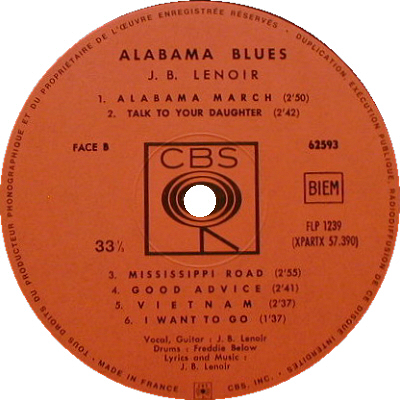 TOUS DROITS DU PRODUCTEUR PHONOGRAPHIQUE ET DU PROPRIÉTAIRE DE L'ŒUVRE ENREGISTRÉE RÉSERVÉS • DUPLICATION, EXÉCUTION PUBLIQUE, RADIODIFFUSION DE CE DISQUE INTERDITES •
ALABAMA BLUES
J. B. LENOIR
1. ALABAMA MARCH (2'50)
2. TALK TO YOUR DAUGHTER (2'42)
FACE B
CBS
62593
BIEM
FLP 1239
(XPARTX 57.390)
33⅓
3. MISSISSIPPI ROAD (2'55)
4. GOOD ADVICE (2'41)
5. VIETNAM (2'37)
6. I WANT TO GO (1'37)
Vocal, Guitar : J. B. Lenoir
Drums : Freddie Below
Lyrics and Music :
J. B. Lenoir
• MADE IN FRANCE
CBS, INC. •